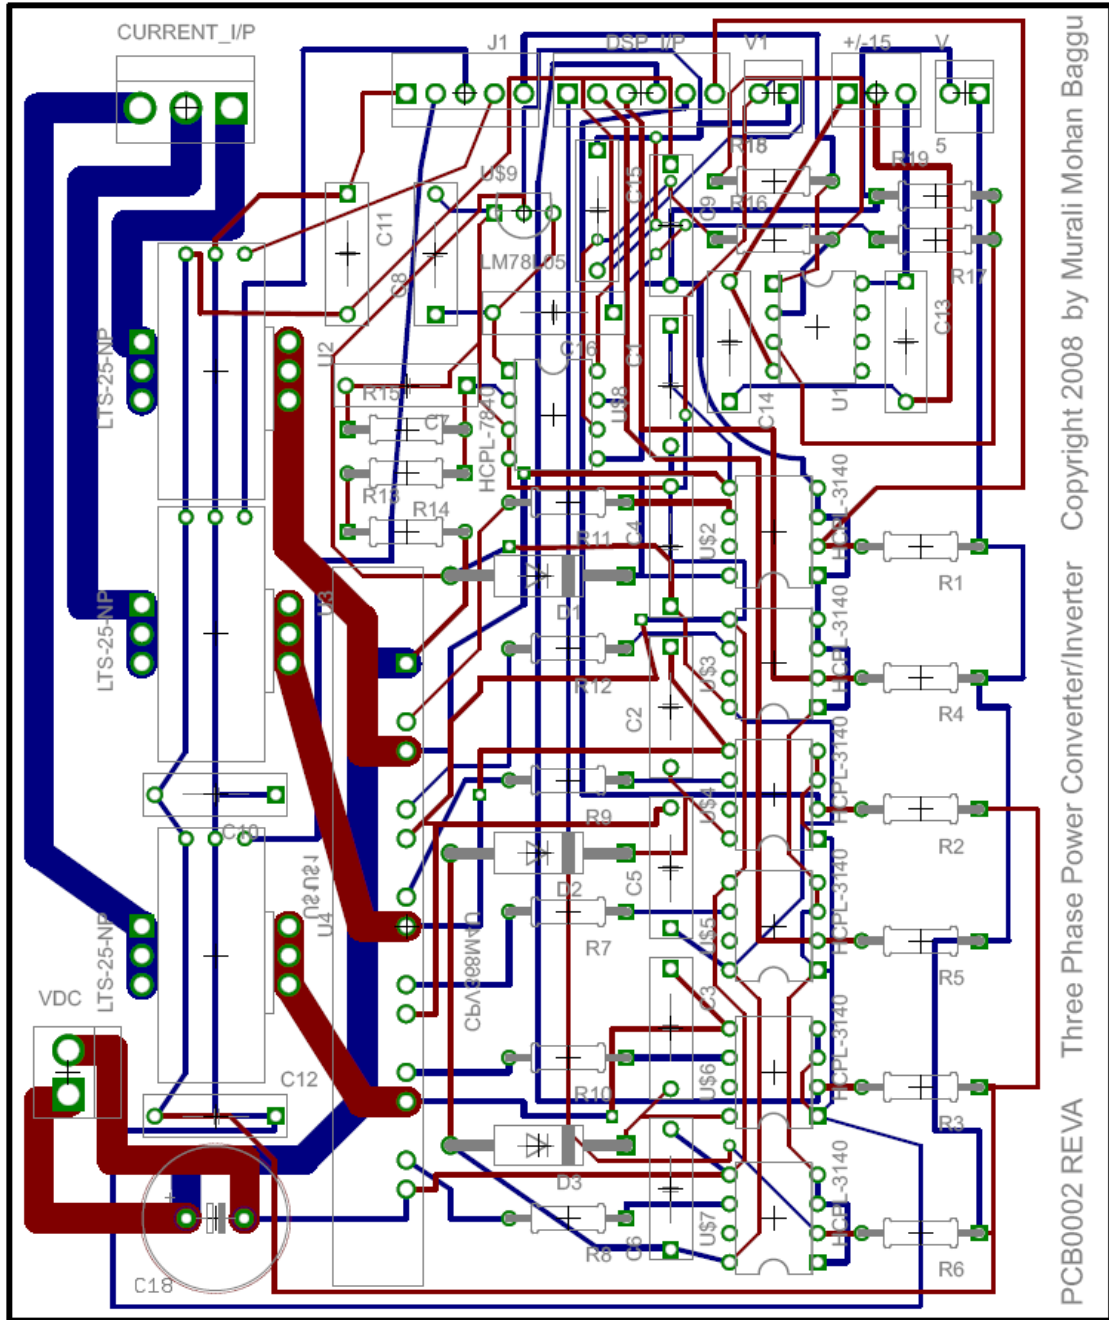 CURRENT_I/P
J1
DSP_I/P
V1
+/-15
V
5
R18
R19
R16
R17
U$9
C15
C9
C11
C8
LM78L05
C16
C1
C13
C14
U1
U2
LTS-25-NP
R15
C7
HCPL-7840
U$8
R13
R14
R11
C4
U$2
HCPL-3140
R1
D1
U3
LTS-25-NP
R12
U$3
HCPL-3140
R4
C2
C10
R9
U$4
HCPL-3140
R2
D2
C5
U$1
U4
LTS-25-NP
R7
U$5
HCPL-3140
R5
CPV366M4U
VDC
C3
C12
R10
U$6
HCPL-3140
R3
D3
C18
R8
C6
U$7
HCPL-3140
R6
PCB0002 REVA Three Phase Power Converter/Inverter Copyright 2008 by Murali Mohan Baggu